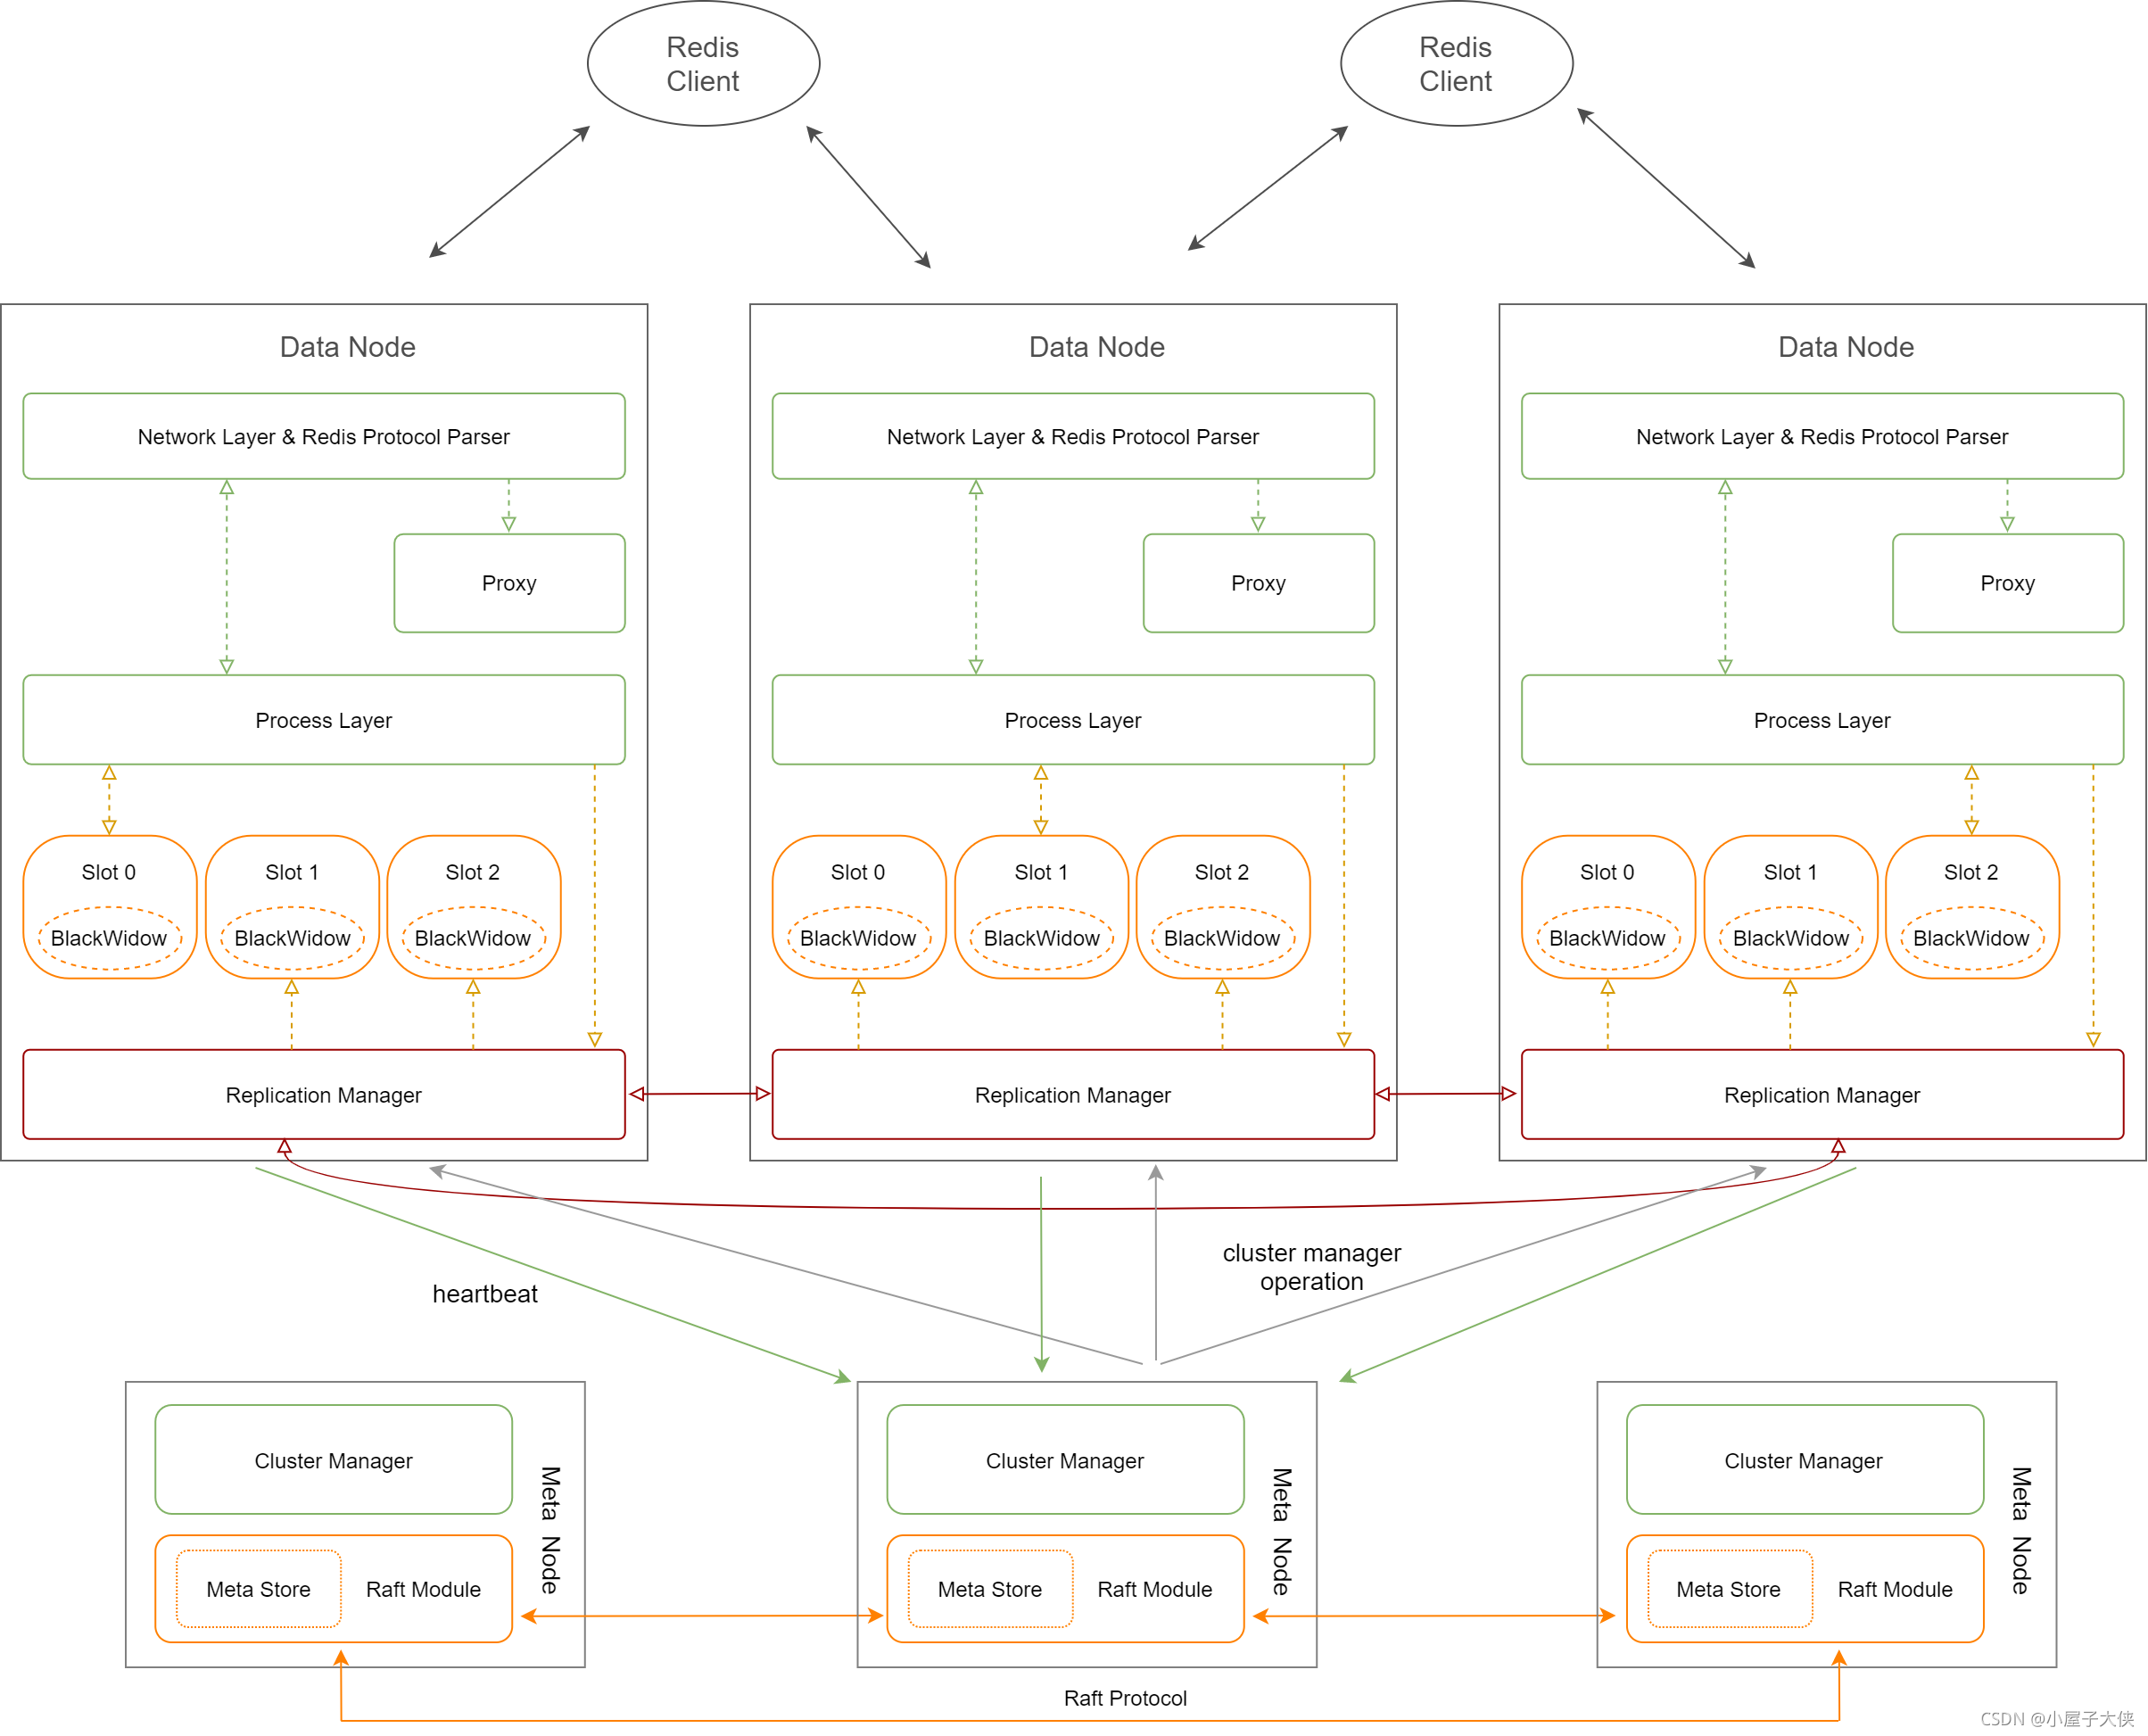 Redis
Client
Redis
Client
Data Node
Data Node
Data Node
Network Layer & Redis Protocol Parser
Network Layer & Redis Protocol Parser
Network Layer & Redis Protocol Parser
Proxy
Proxy
Proxy
Process Layer
Process Layer
Process Layer
Slot 0
Slot 1
Slot 2
Slot 0
Slot 1
Slot 2
Slot 0
Slot 1
Slot 2
BlackWidow
BlackWidow
BlackWidow
BlackWidow
BlackWidow
BlackWidow
BlackWidow
BlackWidow
BlackWidow
Replication Manager
Replication Manager
Replication Manager
cluster manager
operation
heartbeat
Cluster Manager
Meta Node
Cluster Manager
Meta Node
Cluster Manager
Meta Node
Meta Store
Raft Module
Meta Store
Raft Module
Meta Store
Raft Module
Raft Protocol
CSDN @小屋子大侠